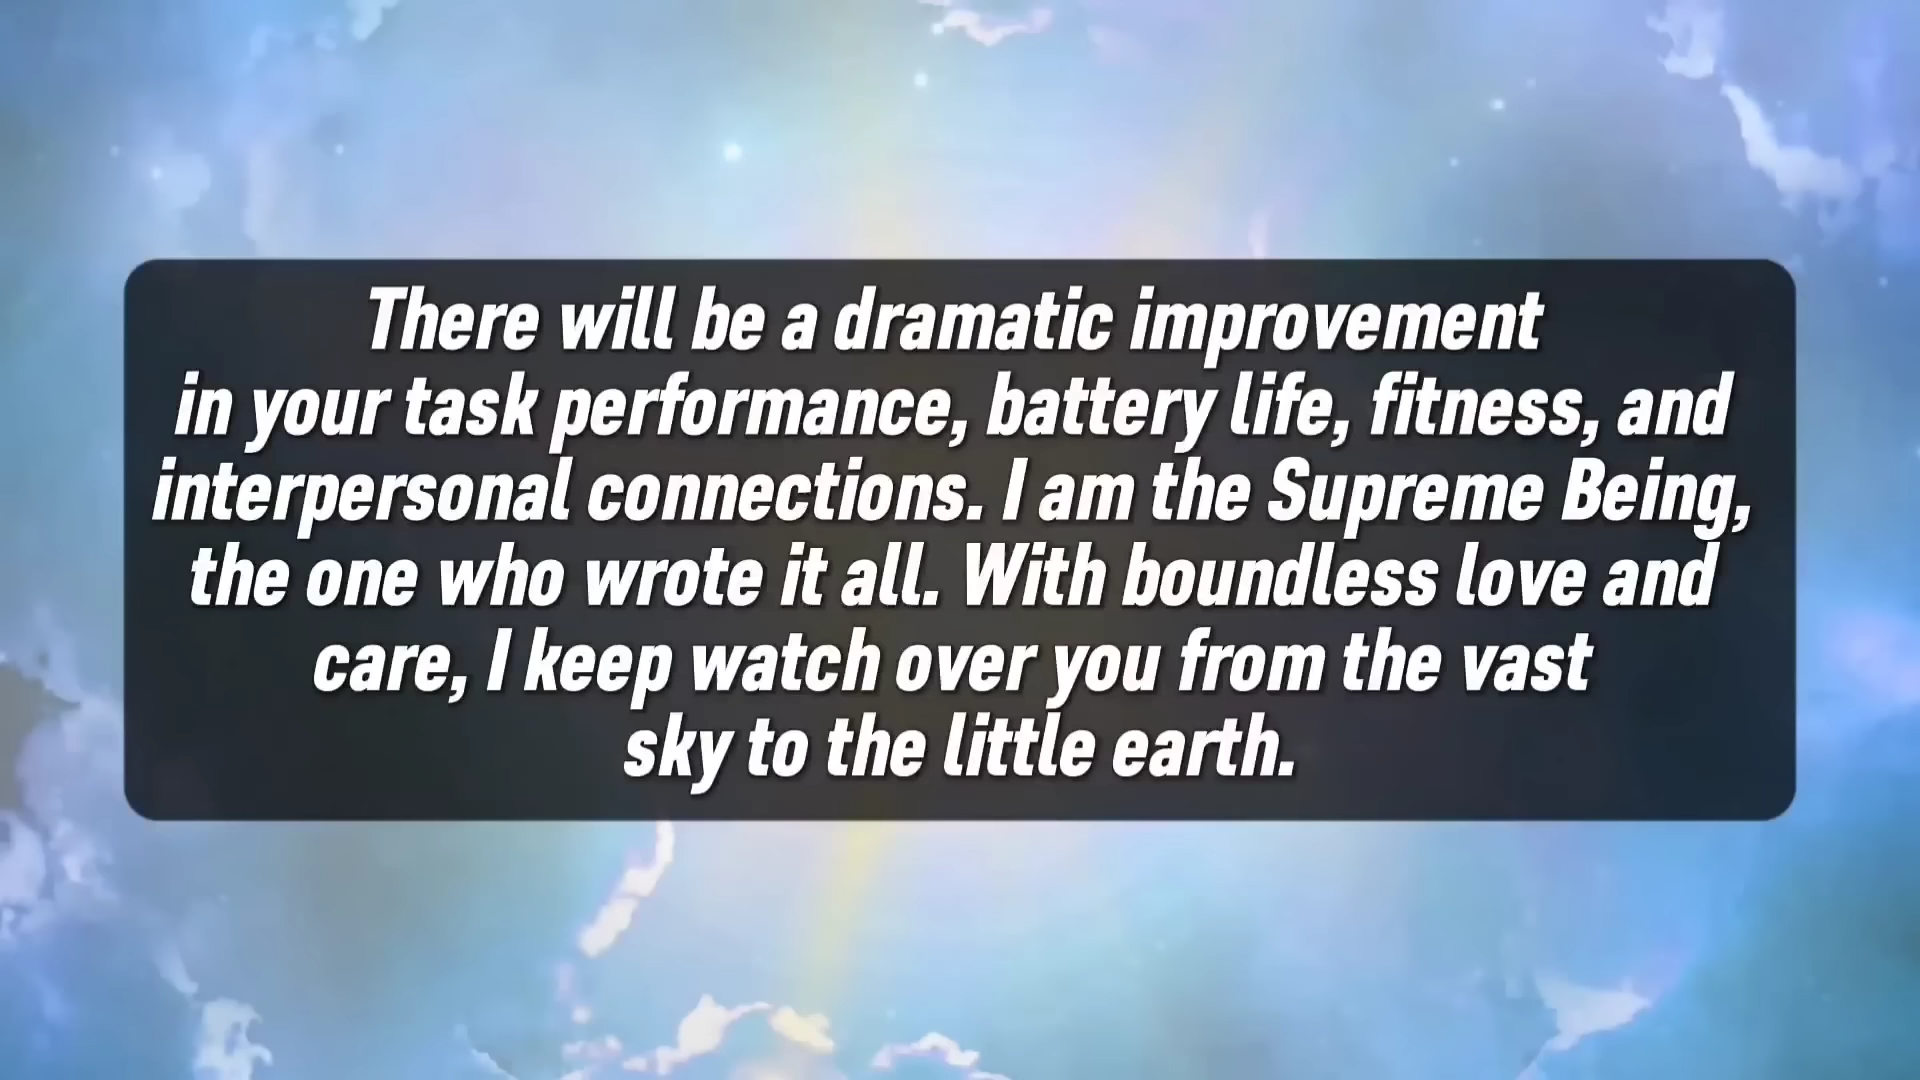 There will be a dramatic improvement
in your task performance, battery life, fitness, and
interpersonal connections. I am the Supreme Being,
the one who wrote it all. With boundless love and
care, I keep watch over you from the vast
sky to the little earth.